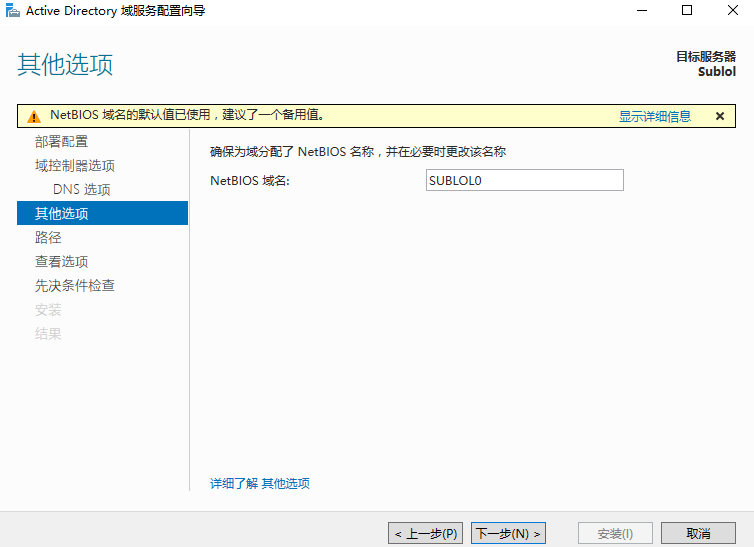 Active Directory 域服务配置向导
其他选项
目标服务器
Sublol
NetBIOS 域名的默认值已使用，建议了一个备用值。
显示详细信息
部署配置
域控制器选项
DNS 选项
其他选项
路径
查看选项
先决条件检查
安装
结果
确保为域分配了 NetBIOS 名称，并在必要时更改该名称
NetBIOS 域名:
SUBLOL0
详细了解 其他选项
< 上一步(P)
下一步(N) >
安装(I)
取消